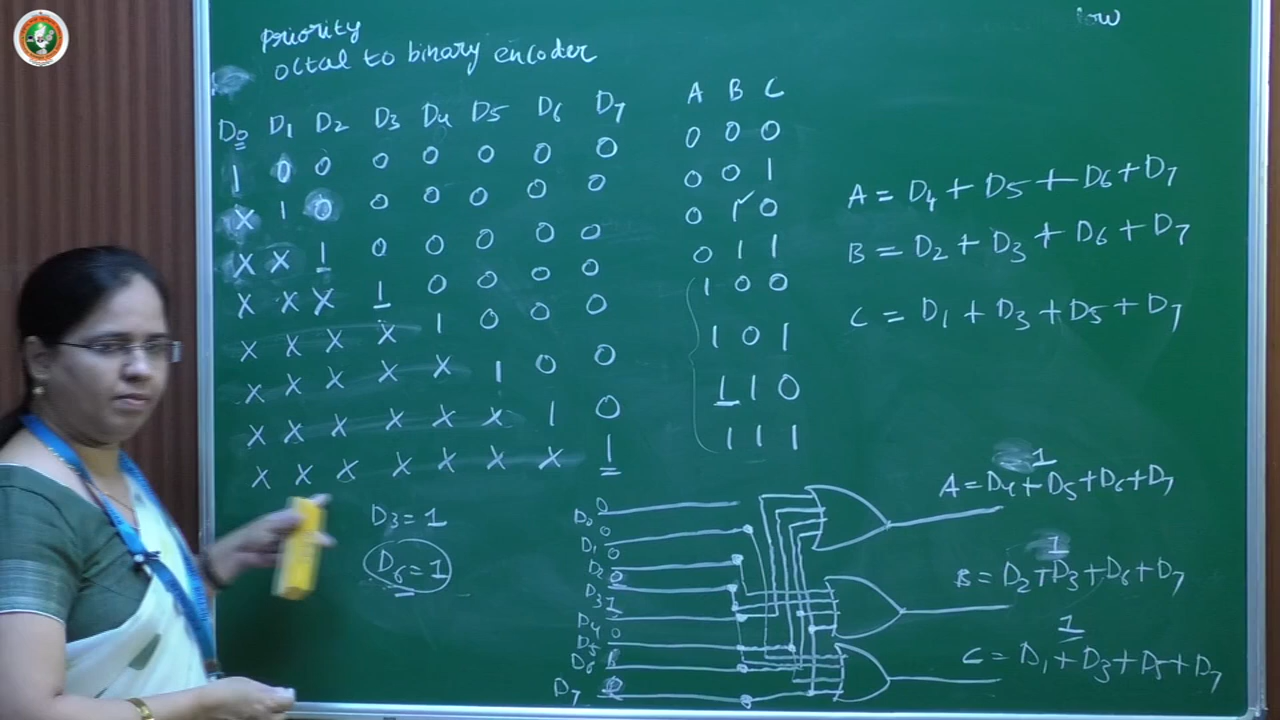 low
priority
octal to binary encoder
D0 D1 D2 D3 D4 D5 D6 D7 A B C
1 0 0 0 0 0 0 0 0 0 0
X 1 0 0 0 0 0 0 0 0 1
X X 1 0 0 0 0 0 0 1 0
X X X 1 0 0 0 0 0 1 1
X X X X 1 0 0 0 1 0 0
X X X X X 1 0 0 1 0 1
X X X X X X 1 0 1 1 0
X X X X X X X 1 1 1 1
A = D4 + D5 + D6 + D7
B = D2 + D3 + D6 + D7
C = D1 + D3 + D5 + D7
D3 = 1
D6 = 1
D0 0
D1 0
D2 0
D3 0
D4 1
D5 0
D6
D7
1
A = D4 + D5 + D6 + D7
1
B = D2 + D3 + D6 + D7
1
C = D1 + D3 + D5 + D7